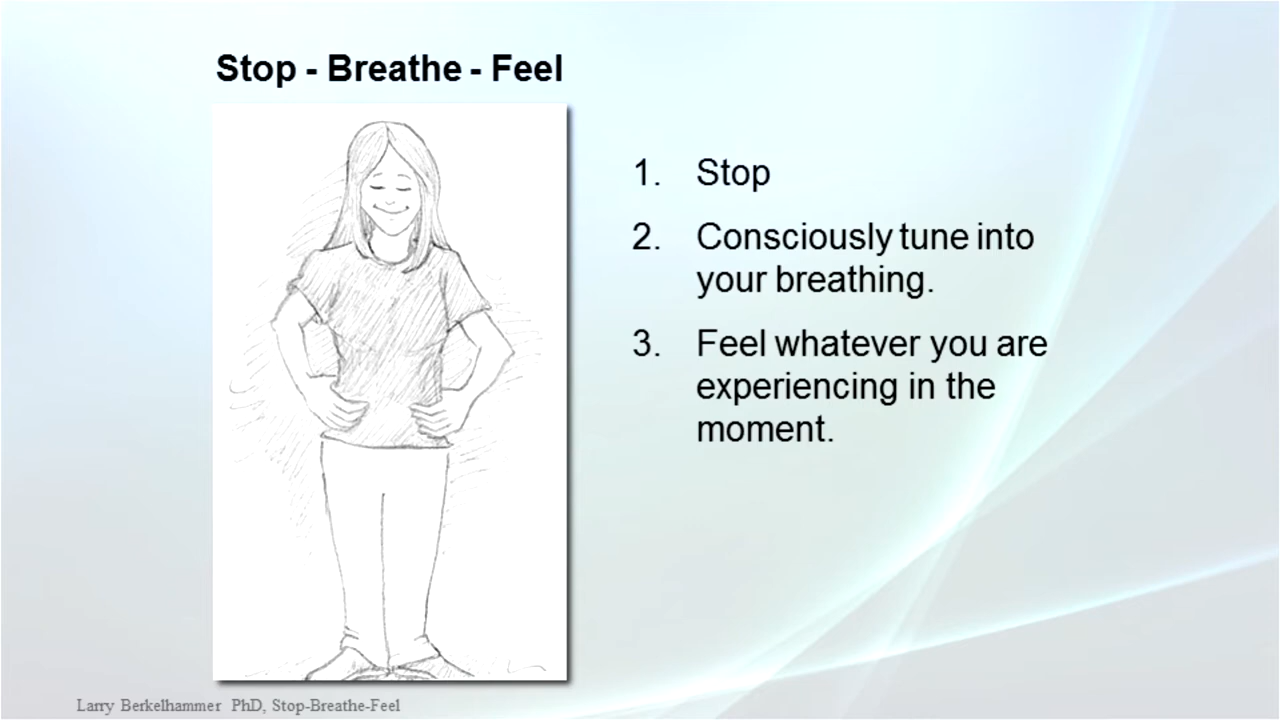 Stop - Breathe - Feel
1. Stop
2. Consciously tune into
your breathing.
3. Feel whatever you are
experiencing in the
moment.
Larry Berkelhammer PhD, Stop-Breathe-Feel